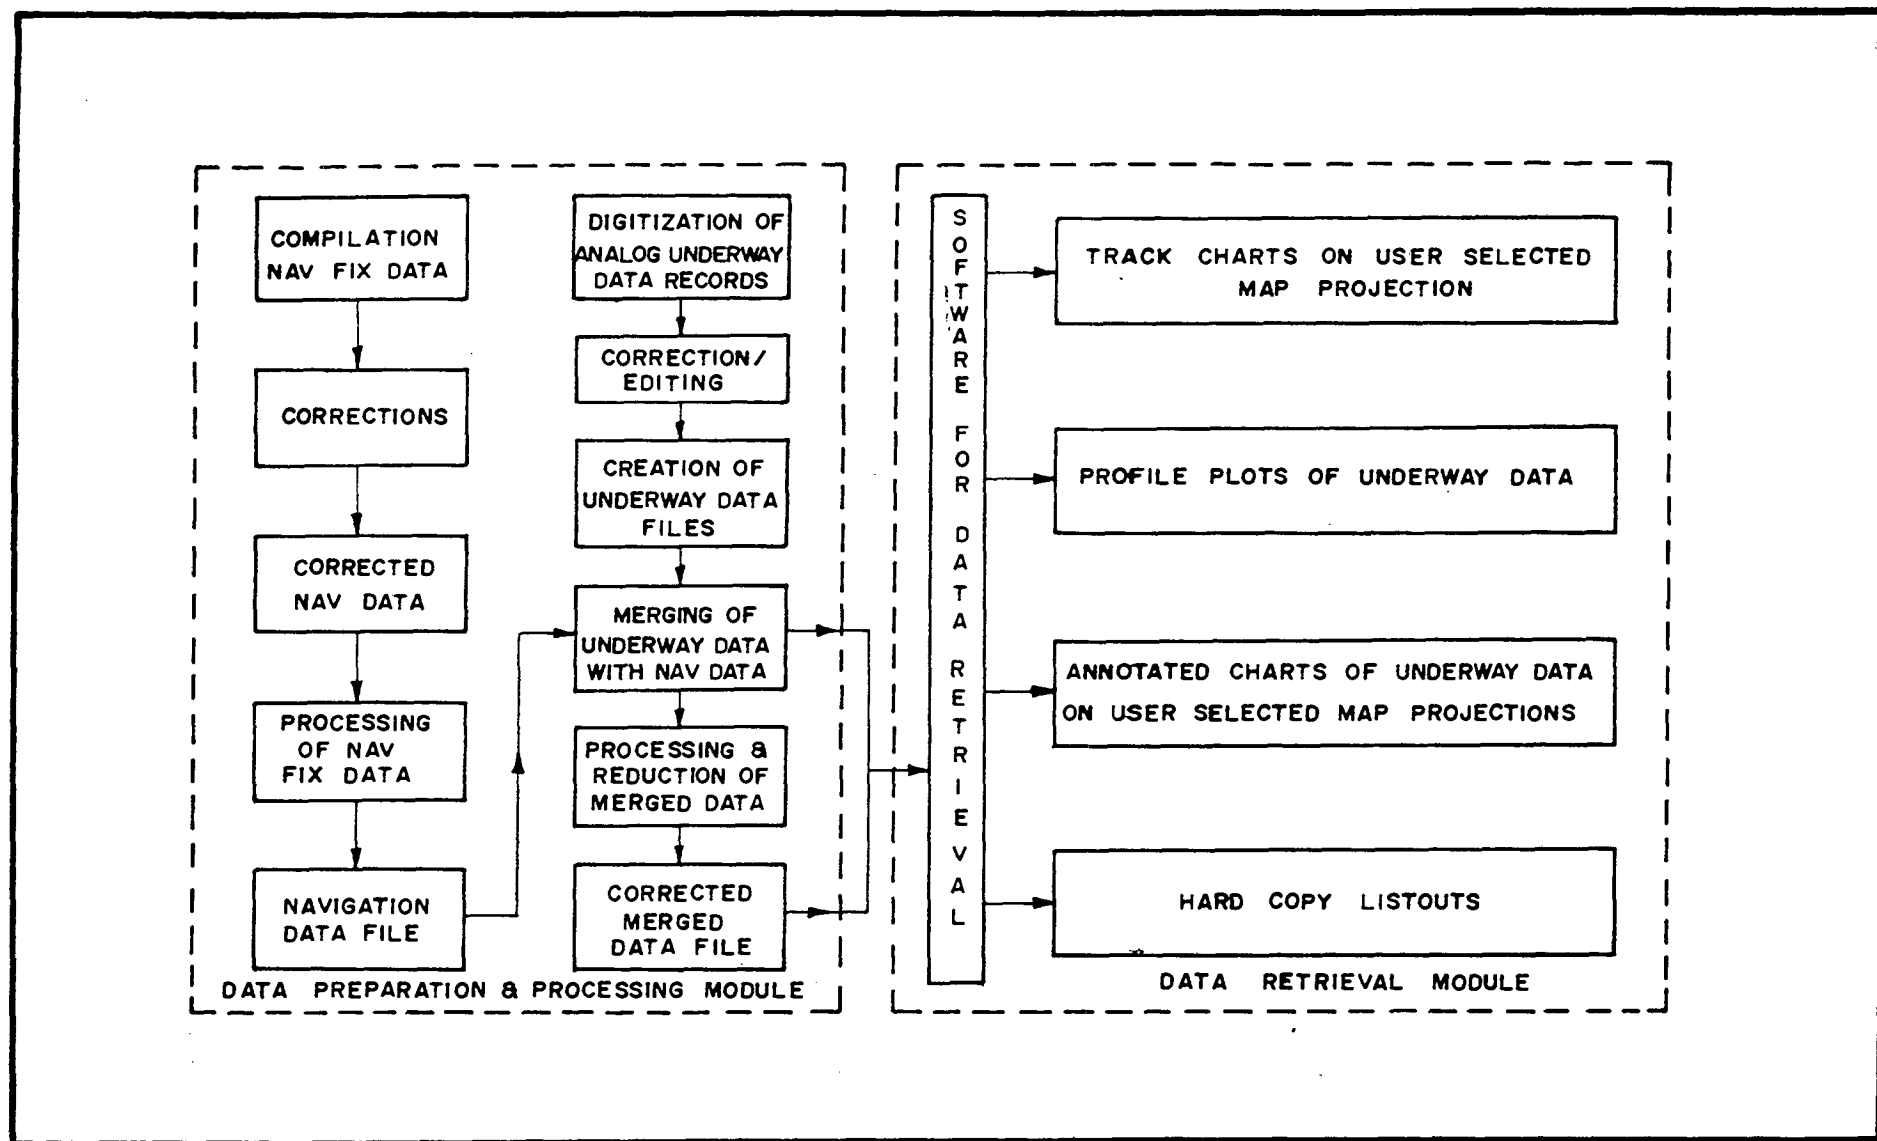 COMPILATION
NAV FIX DATA
CORRECTIONS
CORRECTED
NAV DATA
PROCESSING
OF NAV
FIX DATA
NAVIGATION
DATA FILE
DIGITIZATION OF
ANALOG UNDERWAY
DATA RECORDS
CORRECTION/
EDITING
CREATION OF
UNDERWAY DATA
FILES
MERGING OF
UNDERWAY DATA
WITH NAV DATA
PROCESSING &
REDUCTION OF
MERGED DATA
CORRECTED
MERGED
DATA FILE
DATA PREPARATION & PROCESSING MODULE
SOFTWARE FOR DATA RETRIEVAL
TRACK CHARTS ON USER SELECTED
MAP PROJECTION
PROFILE PLOTS OF UNDERWAY DATA
ANNOTATED CHARTS OF UNDERWAY DATA
ON USER SELECTED MAP PROJECTIONS
HARD COPY LISTOUTS
DATA RETRIEVAL MODULE